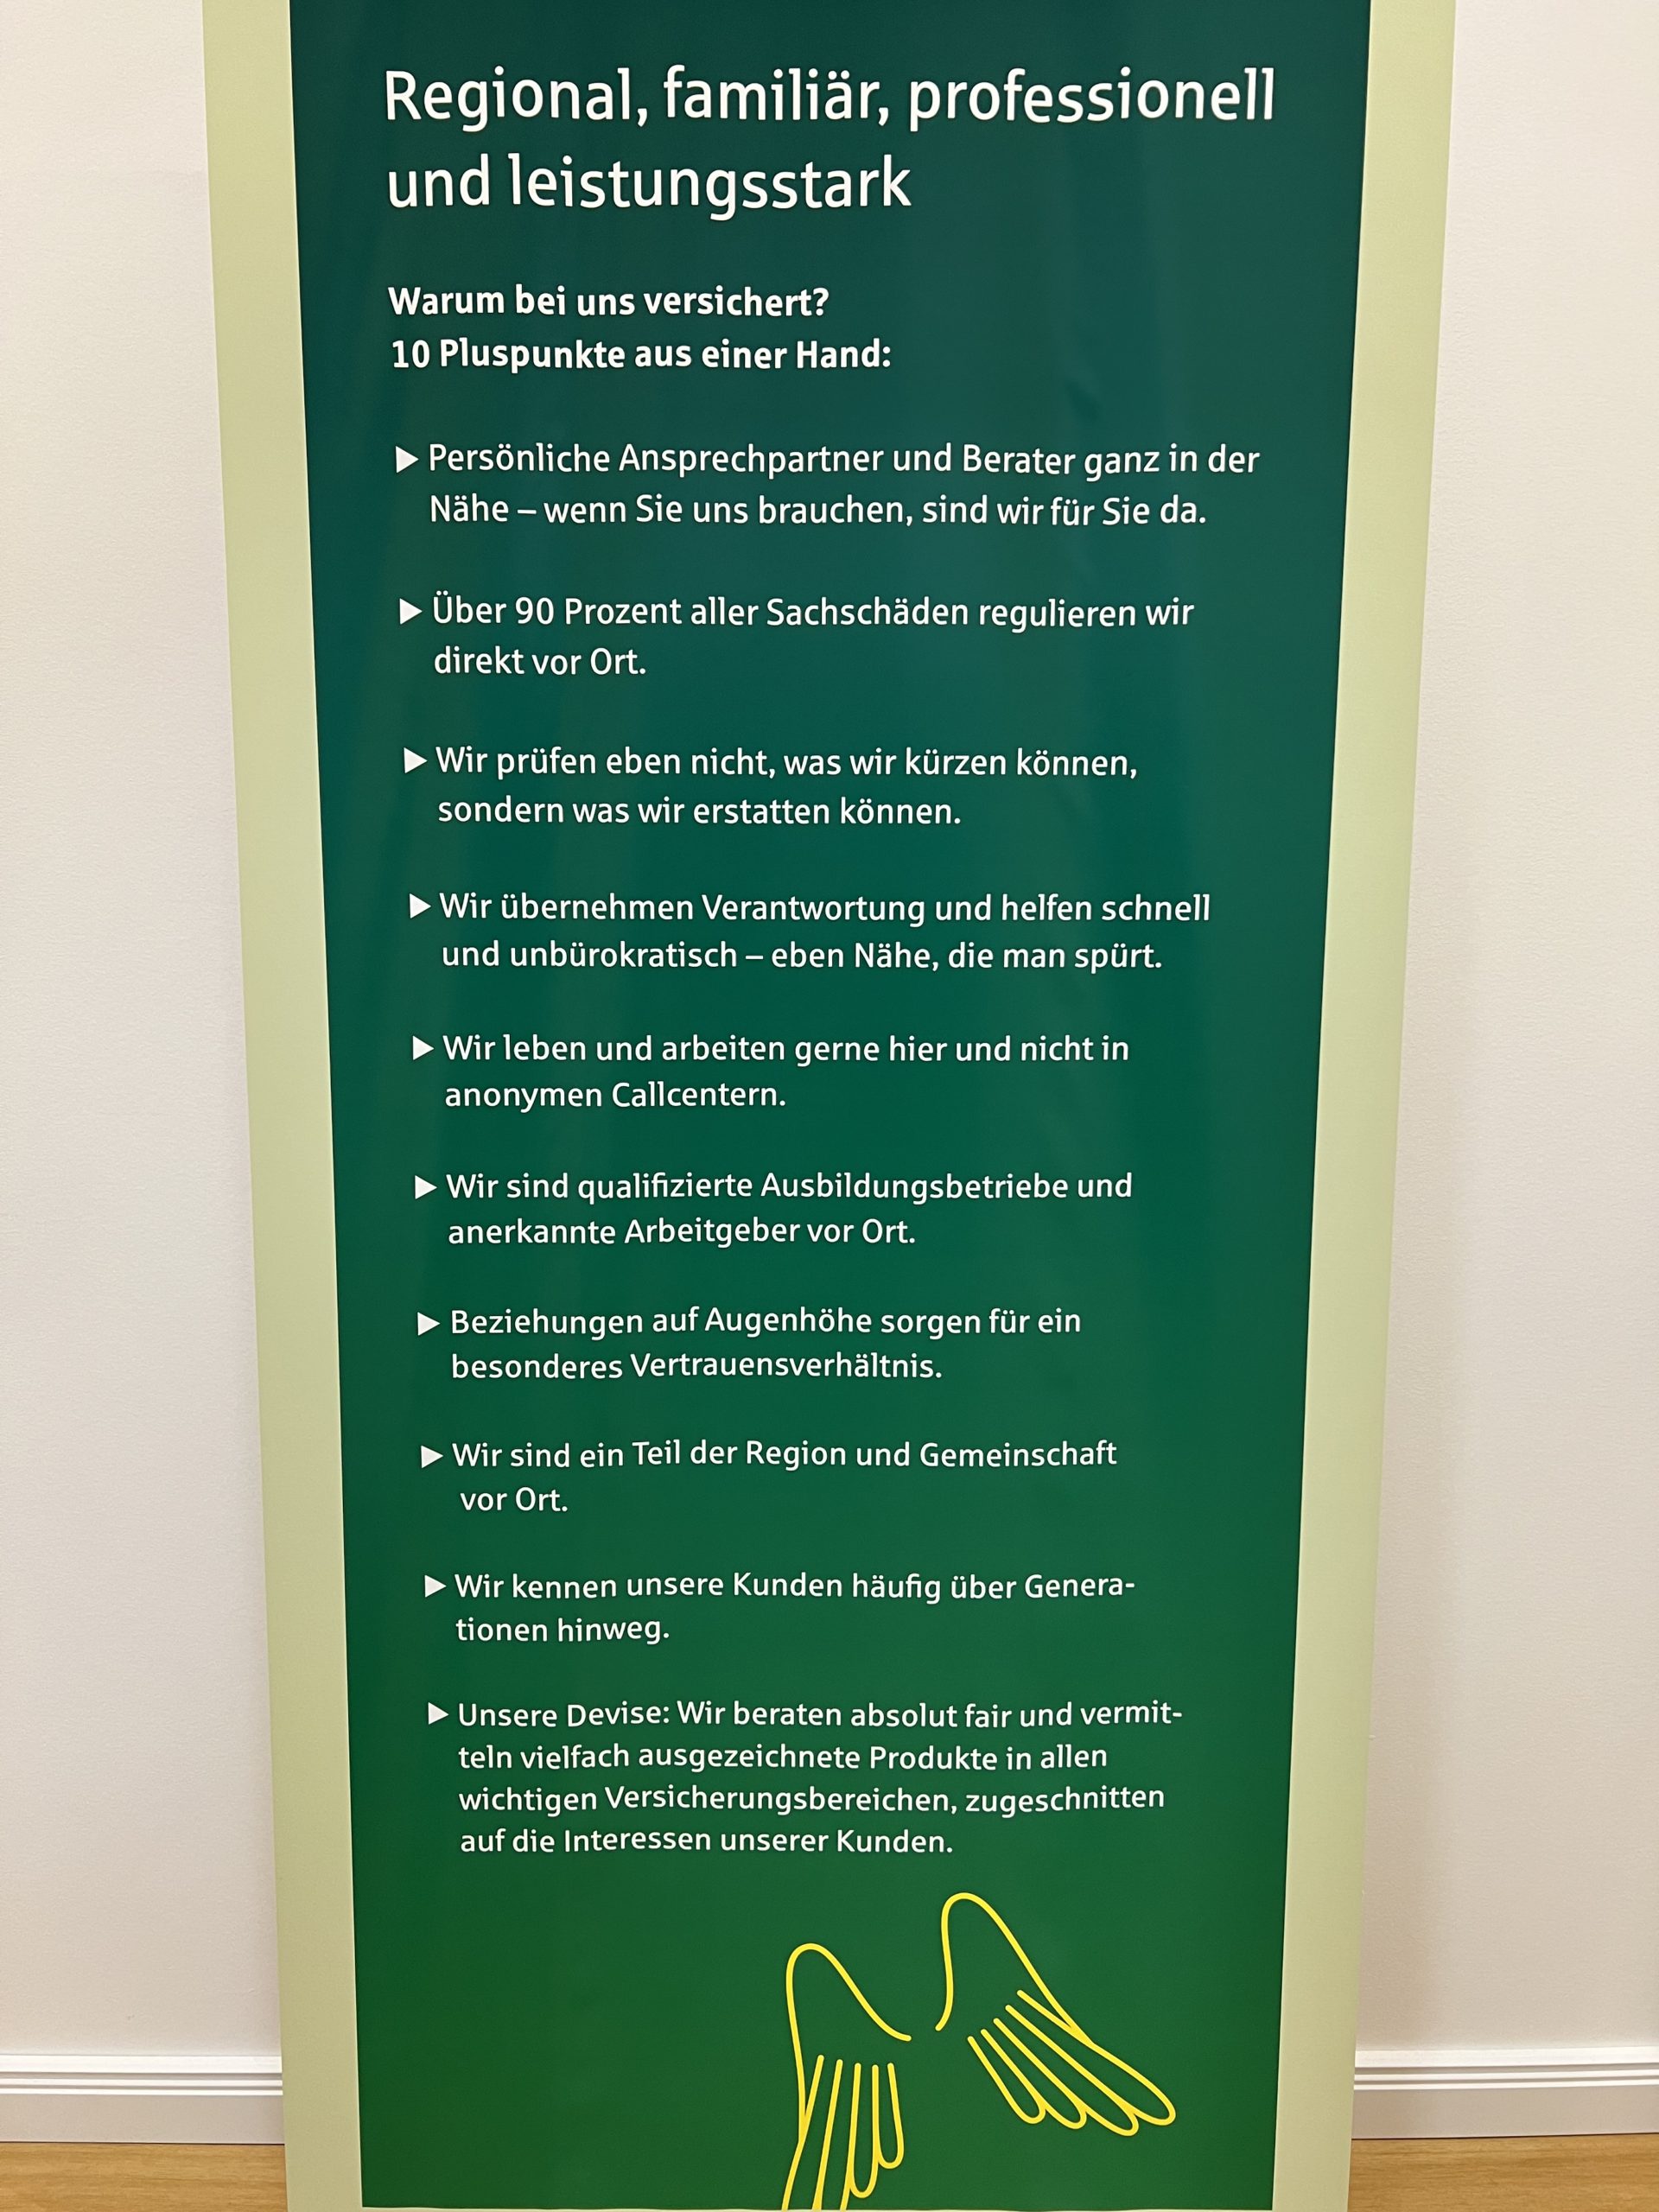 Regional, familiär, professionell
und leistungsstark
Warum bei uns versichert?
10 Pluspunkte aus einer Hand:
▶ Persönliche Ansprechpartner und Berater ganz in der
Nähe – wenn Sie uns brauchen, sind wir für Sie da.
▶ Über 90 Prozent aller Sachschäden regulieren wir
direkt vor Ort.
▶ Wir prüfen eben nicht, was wir kürzen können,
sondern was wir erstatten können.
▶ Wir übernehmen Verantwortung und helfen schnell
und unbürokratisch – eben Nähe, die man spürt.
▶ Wir leben und arbeiten gerne hier und nicht in
anonymen Callcentern.
▶ Wir sind qualifizierte Ausbildungsbetriebe und
anerkannte Arbeitgeber vor Ort.
▶ Beziehungen auf Augenhöhe sorgen für ein
besonderes Vertrauensverhältnis.
▶ Wir sind ein Teil der Region und Gemeinschaft
vor Ort.
▶ Wir kennen unsere Kunden häufig über Genera-
tionen hinweg.
▶ Unsere Devise: Wir beraten absolut fair und vermit-
teln vielfach ausgezeichnete Produkte in allen
wichtigen Versicherungsbereichen, zugeschnitten
auf die Interessen unserer Kunden.